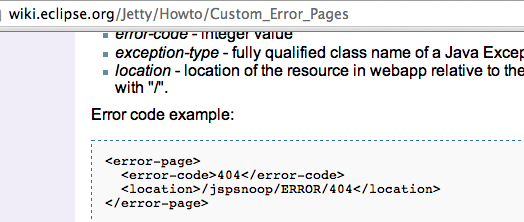 wiki.eclipse.org/Jetty/Howto/Custom_Error_Pages
error-code - integer value
exception-type - fully qualified class name of a Java Excep
location - location of the resource in webapp relative to the
with "/".
Error code example:
<error-page>
<error-code>404</error-code>
<location>/jspsnoop/ERROR/404</location>
</error-page>